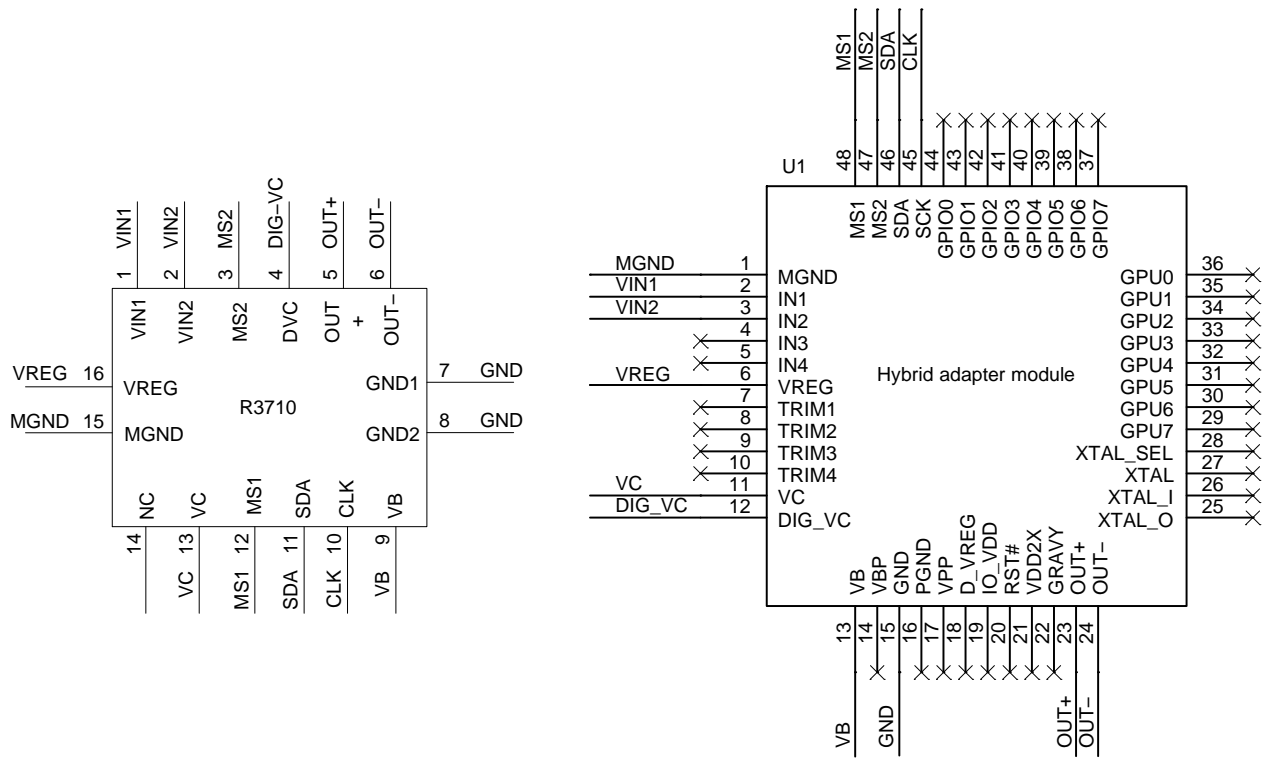 MS1
MS2
SDA
CLK
U1
48
47
46
45
44
43
42
41
40
39
38
37
MS1
MS2
SDA
SCK
GPIO0
GPIO1
GPIO2
GPIO3
GPIO4
GPIO5
GPIO6
GPIO7
VIN1
VIN2
MS2
DIG−VC
OUT+
OUT−
1
2
3
4
5
6
VIN1
VIN2
MS2
DVC
OUT
+
OUT−
VREG 16 VREG
MGND 15 MGND
R3710
GND1 7 GND
GND2 8 GND
NC
VC
MS1
SDA
CLK
VB
14
13
12
11
10
9
VC
MS1
SDA
CLK
VB
MGND 1 MGND
VIN1 2 IN1
VIN2 3 IN2
4 IN3
5 IN4
VREG 6 VREG
7 TRIM1
8 TRIM2
9 TRIM3
10 TRIM4
VC 11 VC
DIG_VC 12 DIG_VC
Hybrid adapter module
GPU0 36
GPU1 35
GPU2 34
GPU3 33
GPU4 32
GPU5 31
GPU6 30
GPU7 29
XTAL_SEL 28
XTAL 27
XTAL_I 26
XTAL_O 25
VB
VBP
GND
PGND
VPP
D_VREG
IO_VDD
RST#
VDD2X
GRAVY
OUT+
OUT−
13
14
15
16
17
18
19
20
21
22
23
24
VB
GND
OUT+
OUT−